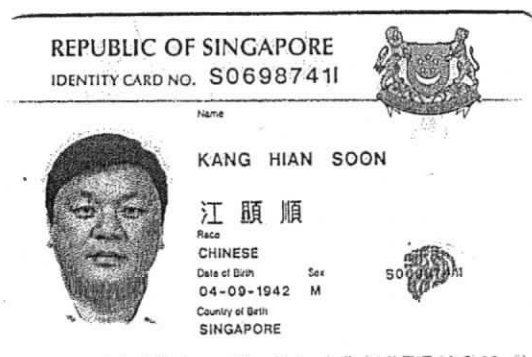 REPUBLIC OF SINGAPORE
IDENTITY CARD NO. S0698741I
Name
KANG HIAN SOON
江 順
Race
CHINESE
Date of Birth Sex
04-09-1942 M
Country of Birth
SINGAPORE